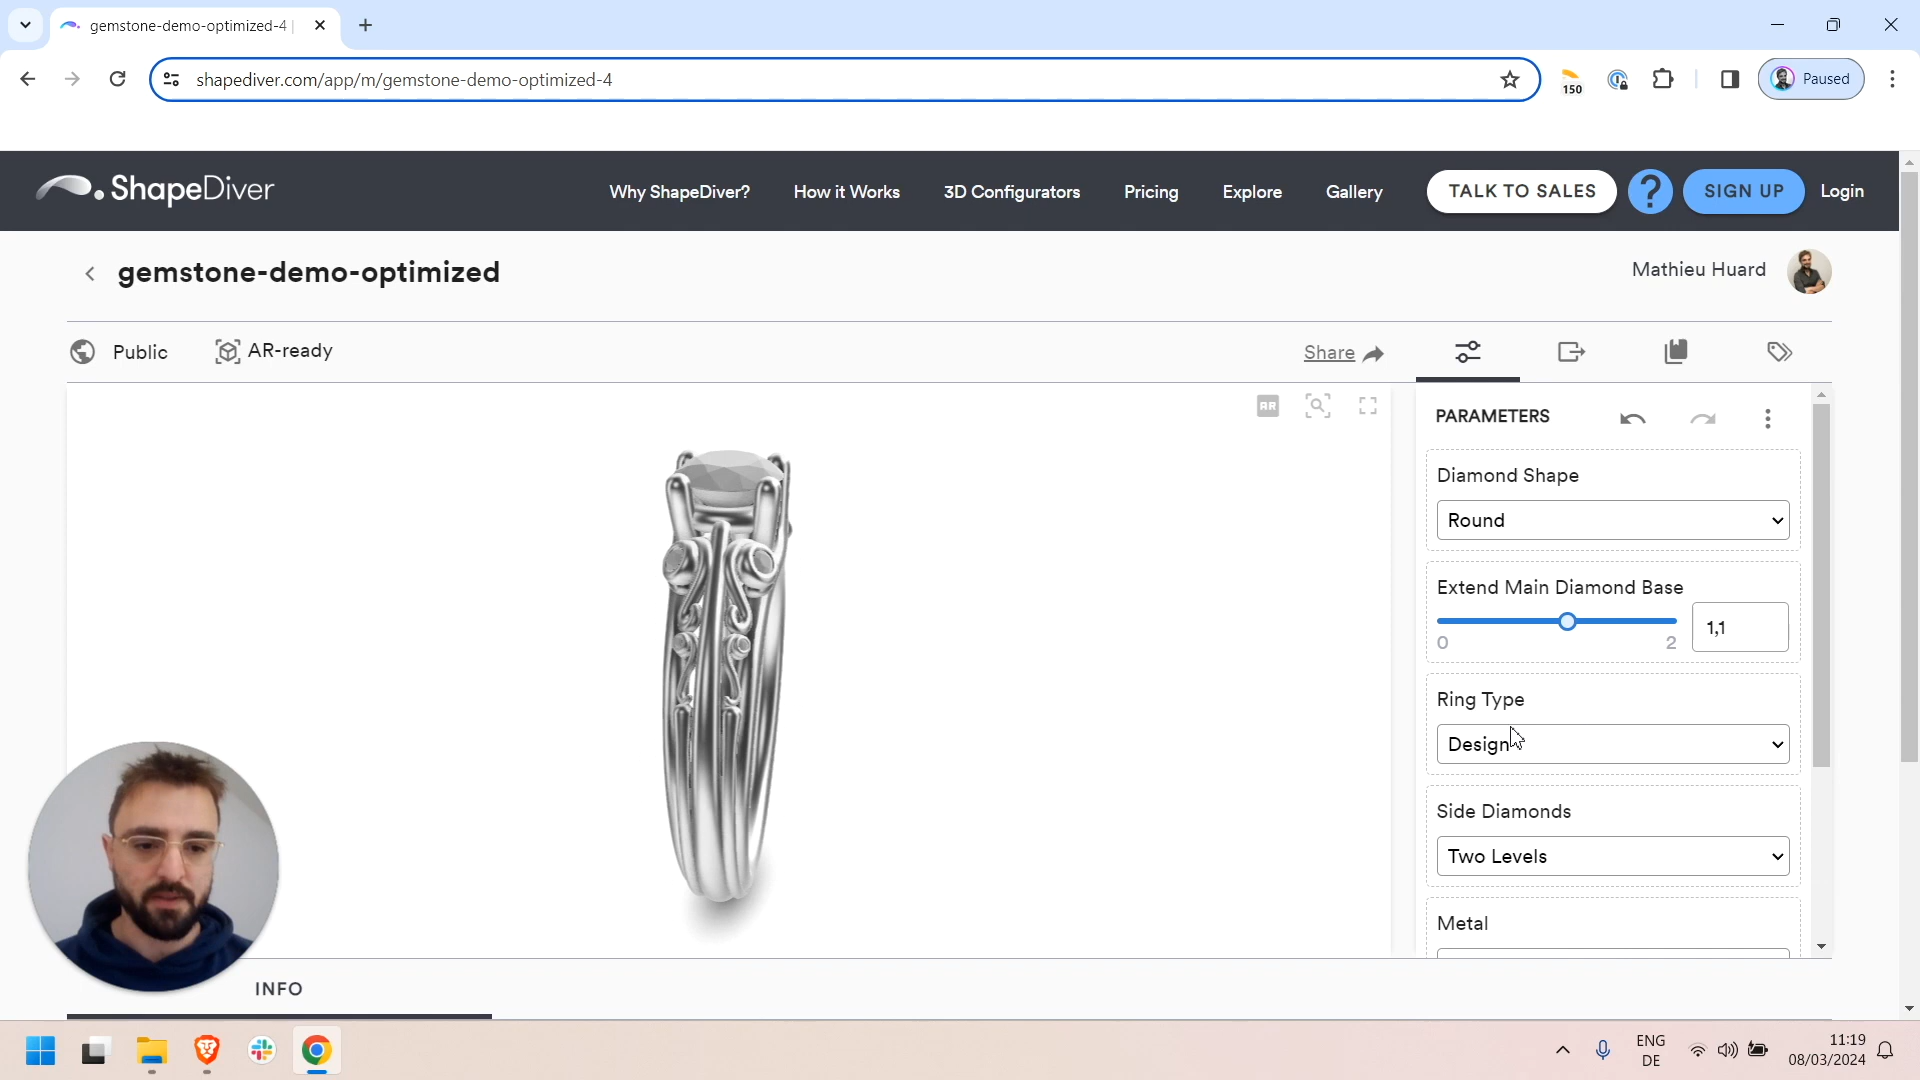 gemstone-demo-optimized-4 |
shapediver.com/app/m/gemstone-demo-optimized-4
150
Paused
ShapeDiver
Why ShapeDiver?
How it Works
3D Configurators
Pricing
Explore
Gallery
TALK TO SALES
?
SIGN UP
Login
gemstone-demo-optimized
Mathieu Huard
Public
AR-ready
Share
AR
PARAMETERS
Diamond Shape
Round
Extend Main Diamond Base
1,1
0
2
Ring Type
Design
Side Diamonds
Two Levels
Metal
INFO
ENG
DE
11:19
08/03/2024